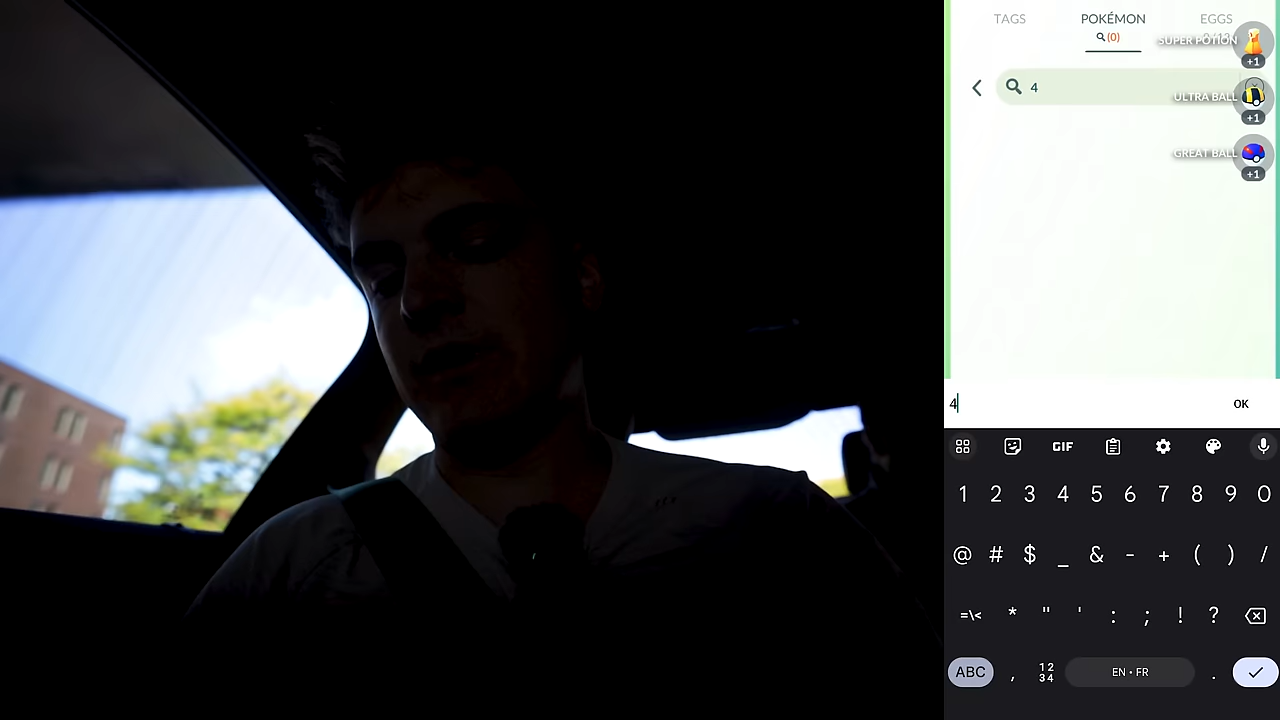 TAGS POKÉMON EGGS
(0)
SUPER POTION
+1
4
ULTRA BALL
+1
GREAT BALL
+1
4 OK
GIF
1 2 3 4 5 6 7 8 9 0
@ # $ _ & - + ( ) /
=\< * " ' : ; ! ?
ABC , 12 34 EN • FR .